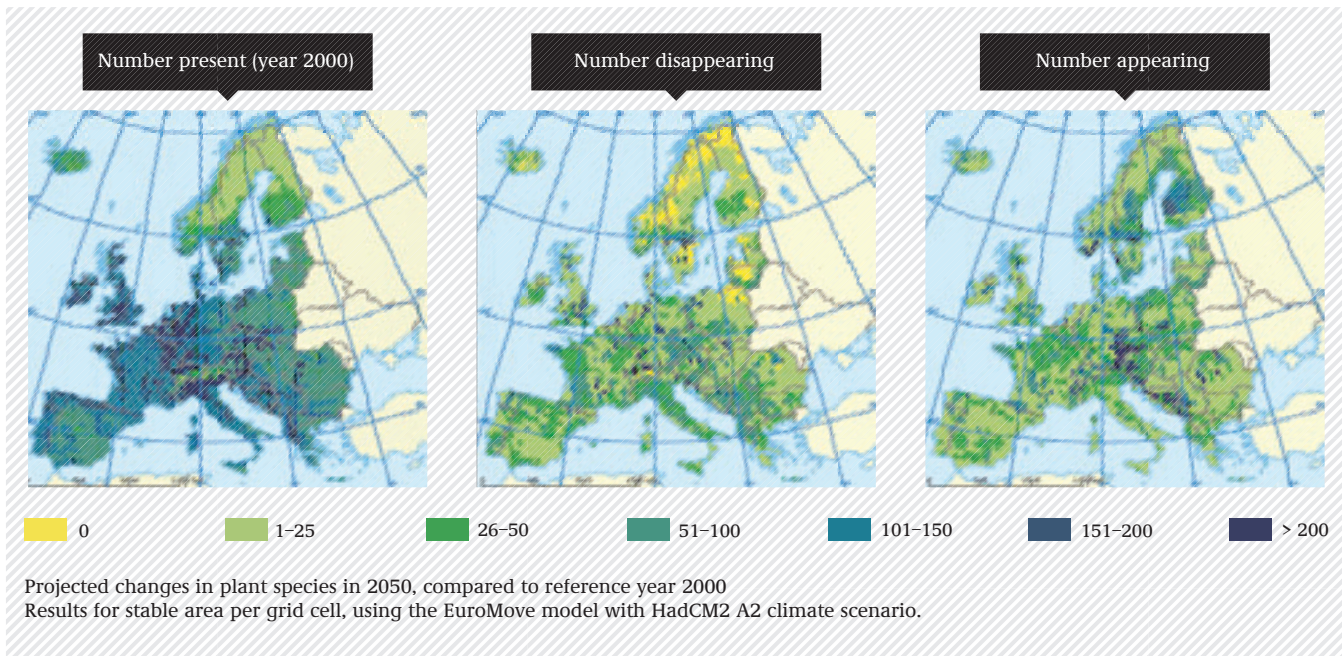 Number present (year 2000)
Number disappearing
Number appearing
0
1–25
26–50
51–100
101–150
151–200
> 200
Projected changes in plant species in 2050, compared to reference year 2000
Results for stable area per grid cell, using the EuroMove model with HadCM2 A2 climate scenario.